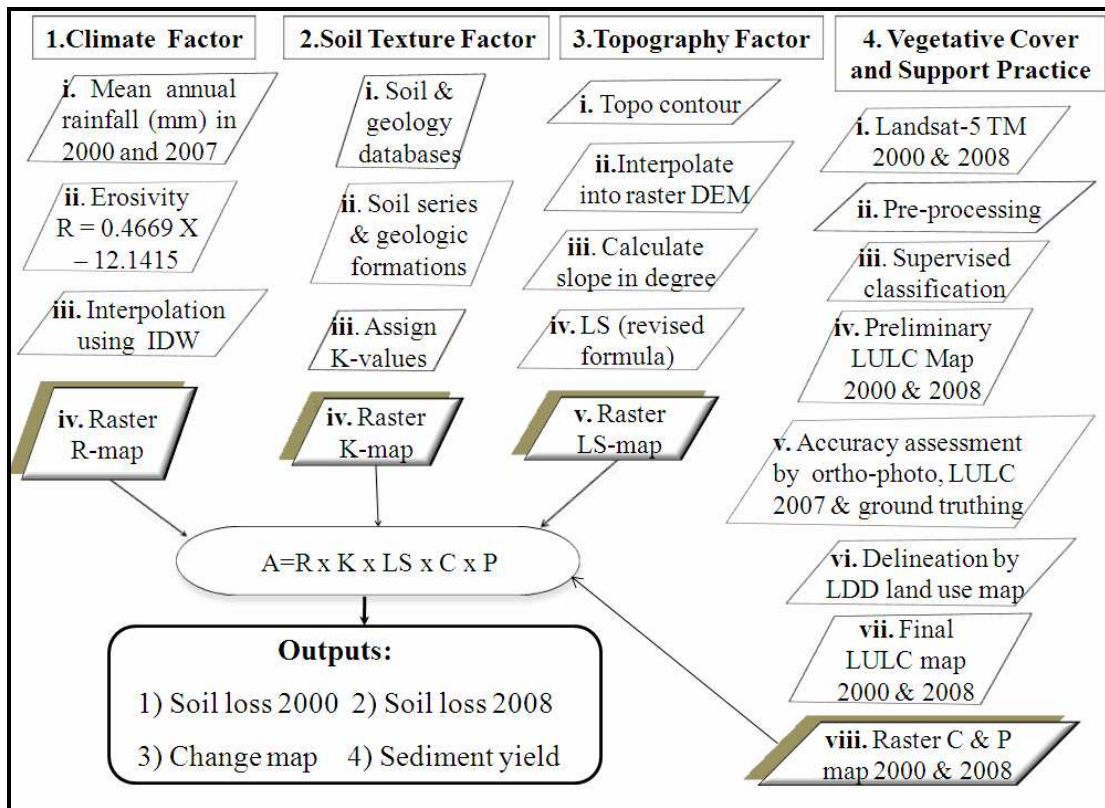 1.Climate Factor
i. Mean annual
rainfall (mm) in
2000 and 2007
ii. Erosivity
R = 0.4669 X
– 12.1415
iii. Interpolation
using IDW
iv. Raster
R-map
2.Soil Texture Factor
i. Soil &
geology
databases
ii. Soil series
& geologic
formations
iii. Assign
K-values
iv. Raster
K-map
3.Topography Factor
i. Topo contour
ii.Interpolate
into raster DEM
iii. Calculate
slope in degree
iv. LS (revised
formula)
v. Raster
LS-map
4. Vegetative Cover
and Support Practice
i. Landsat-5 TM
2000 & 2008
ii. Pre-processing
iii. Supervised
classification
iv. Preliminary
LULC Map
2000 & 2008
v. Accuracy assessment
by ortho-photo, LULC
2007 & ground truthing
vi. Delineation by
LDD land use map
vii. Final
LULC map
2000 & 2008
viii. Raster C & P
map 2000 & 2008
A=R x K x LS x C x P
Outputs:
1) Soil loss 2000 2) Soil loss 2008
3) Change map 4) Sediment yield